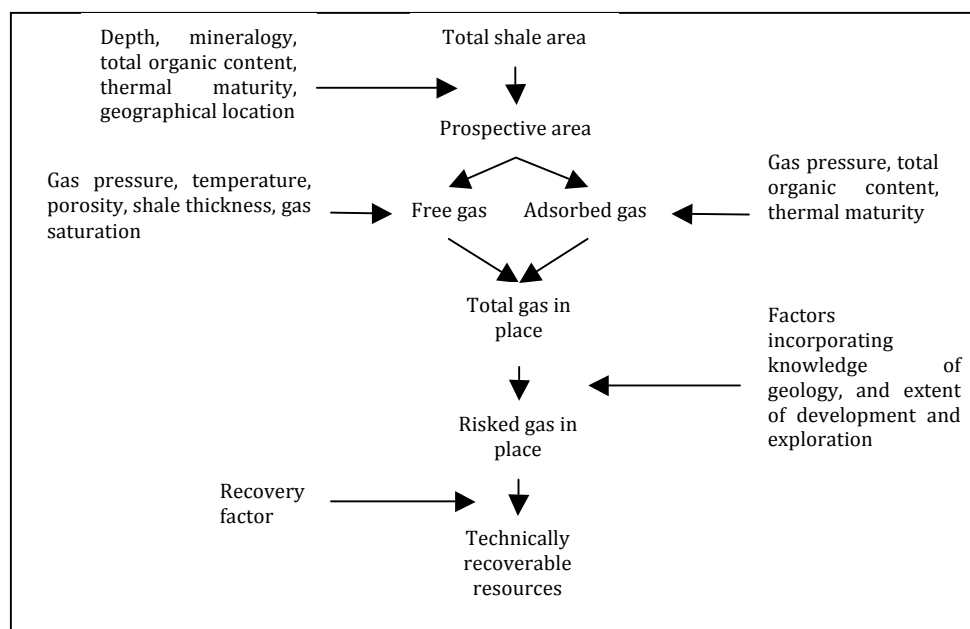 Depth, mineralogy,
total organic content,
thermal maturity,
geographical location
Total shale area
Prospective area
Gas pressure, temperature,
porosity, shale thickness, gas
saturation
Free gas
Adsorbed gas
Gas pressure, total
organic content,
thermal maturity
Total gas in
place
Factors
incorporating
knowledge of
geology, and extent
of development and
exploration
Risked gas in
place
Recovery
factor
Technically
recoverable
resources